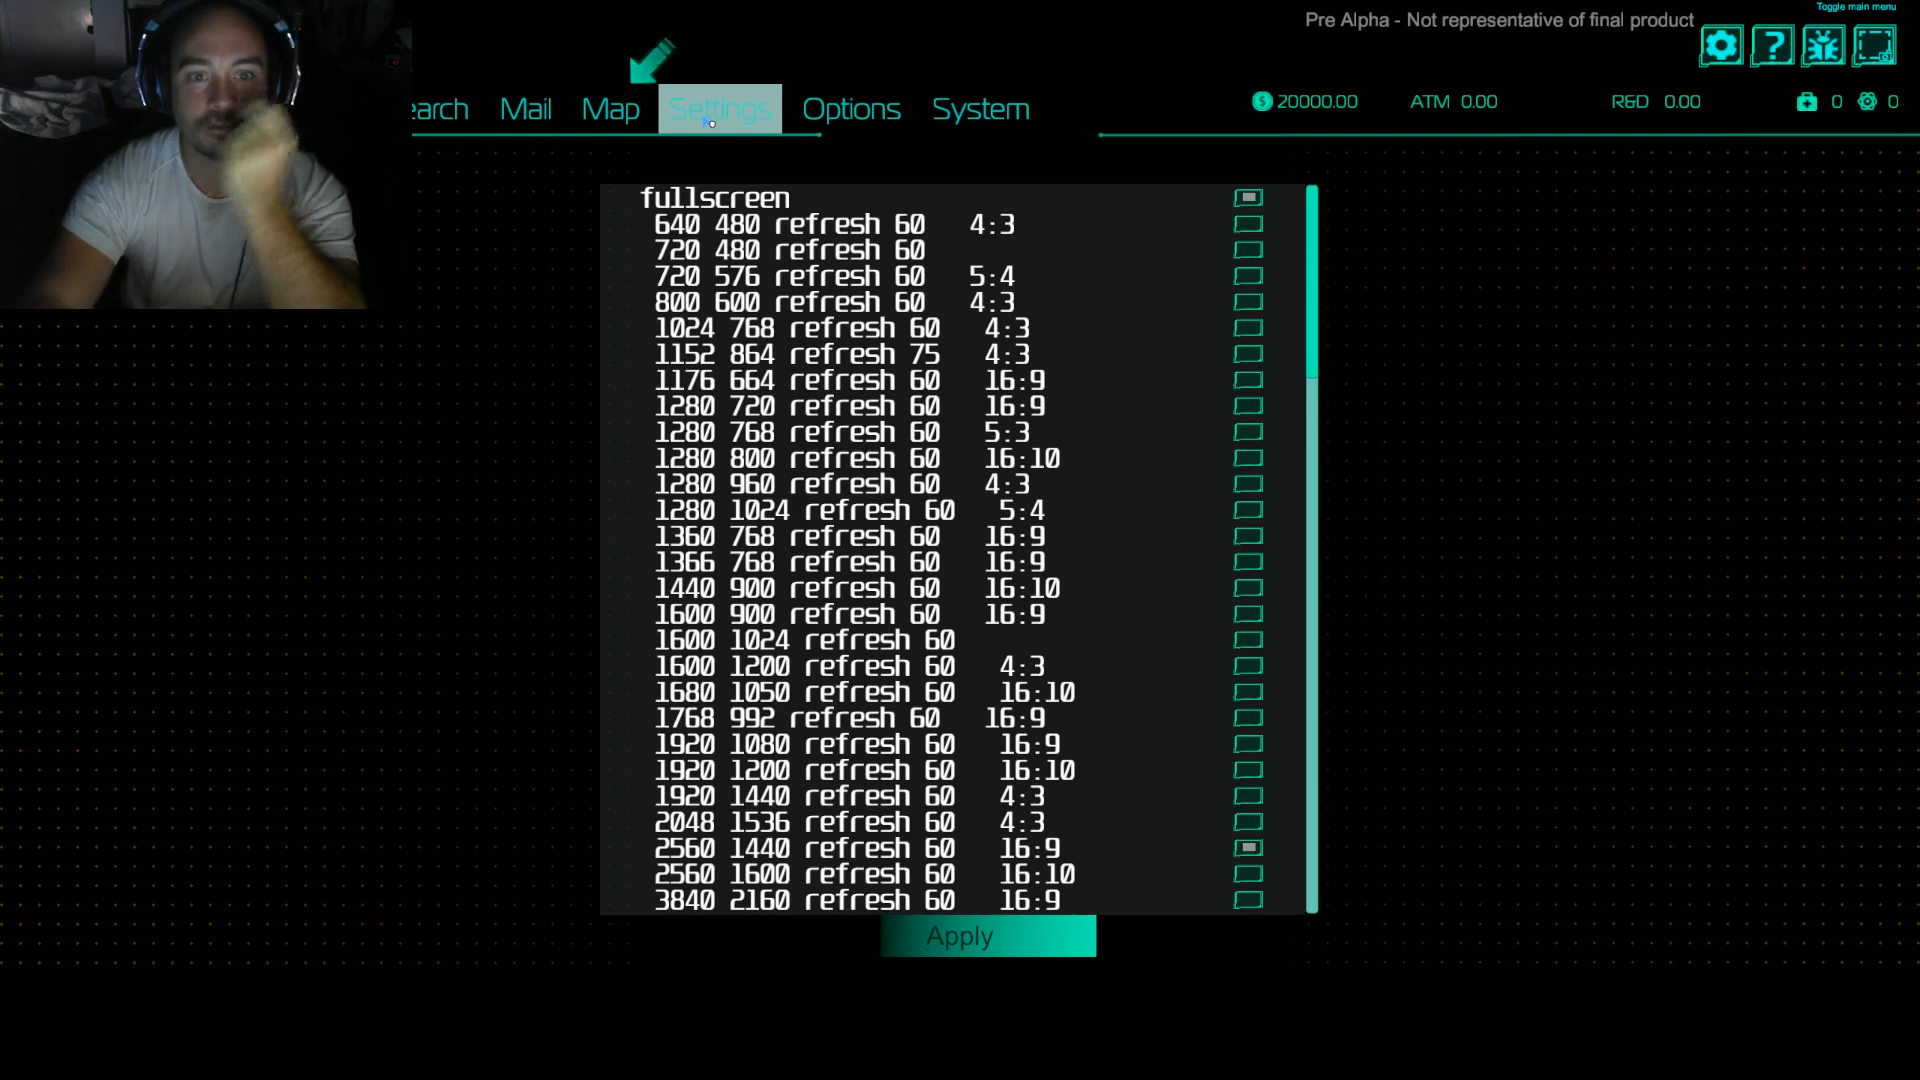 Toggle main menu
Pre Alpha - Not representative of final product
earch Mail Map Settings Options System
20000.00 ATM 0.00 R&D 0.00 0 0
fullscreen
640 480 refresh 60 4:3
720 480 refresh 60
720 576 refresh 60 5:4
800 600 refresh 60 4:3
1024 768 refresh 60 4:3
1152 864 refresh 75 4:3
1176 664 refresh 60 16:9
1280 720 refresh 60 16:9
1280 768 refresh 60 5:3
1280 800 refresh 60 16:10
1280 960 refresh 60 4:3
1280 1024 refresh 60 5:4
1360 768 refresh 60 16:9
1366 768 refresh 60 16:9
1440 900 refresh 60 16:10
1600 900 refresh 60 16:9
1600 1024 refresh 60
1600 1200 refresh 60 4:3
1680 1050 refresh 60 16:10
1768 992 refresh 60 16:9
1920 1080 refresh 60 16:9
1920 1200 refresh 60 16:10
1920 1440 refresh 60 4:3
2048 1536 refresh 60 4:3
2560 1440 refresh 60 16:9
2560 1600 refresh 60 16:10
3840 2160 refresh 60 16:9
Apply